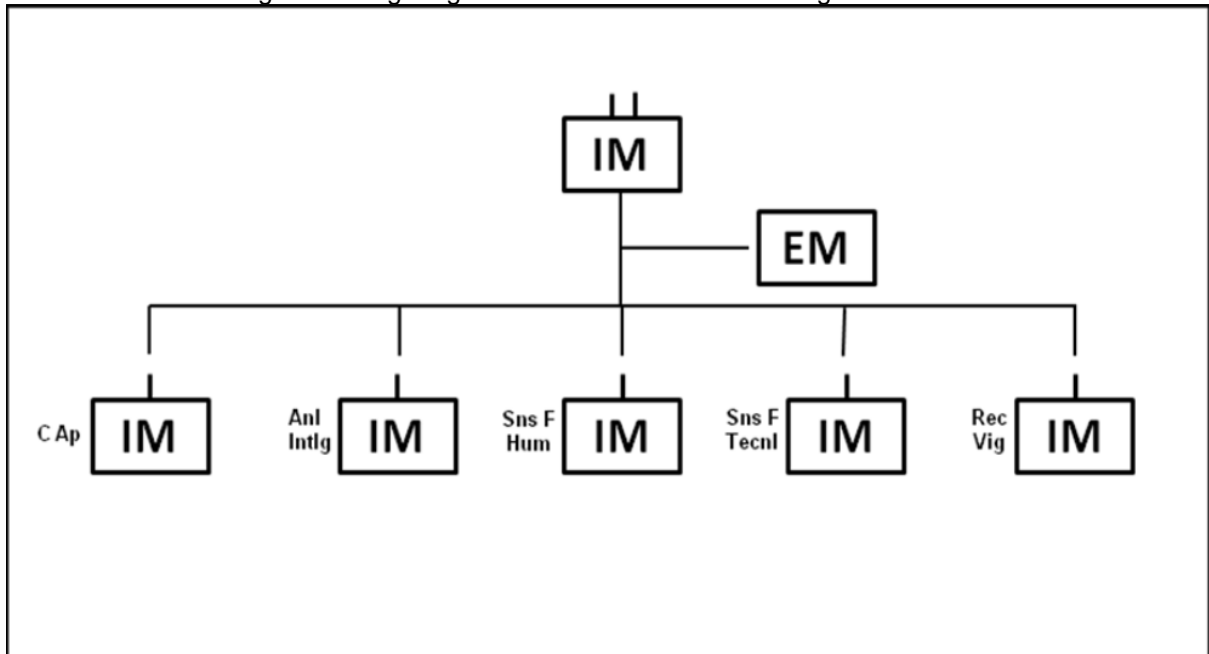 IM
EM
C Ap
IM
Anl
Intlg
IM
Sns F
Hum
IM
Sns F
Tecnl
IM
Rec
Vig
IM